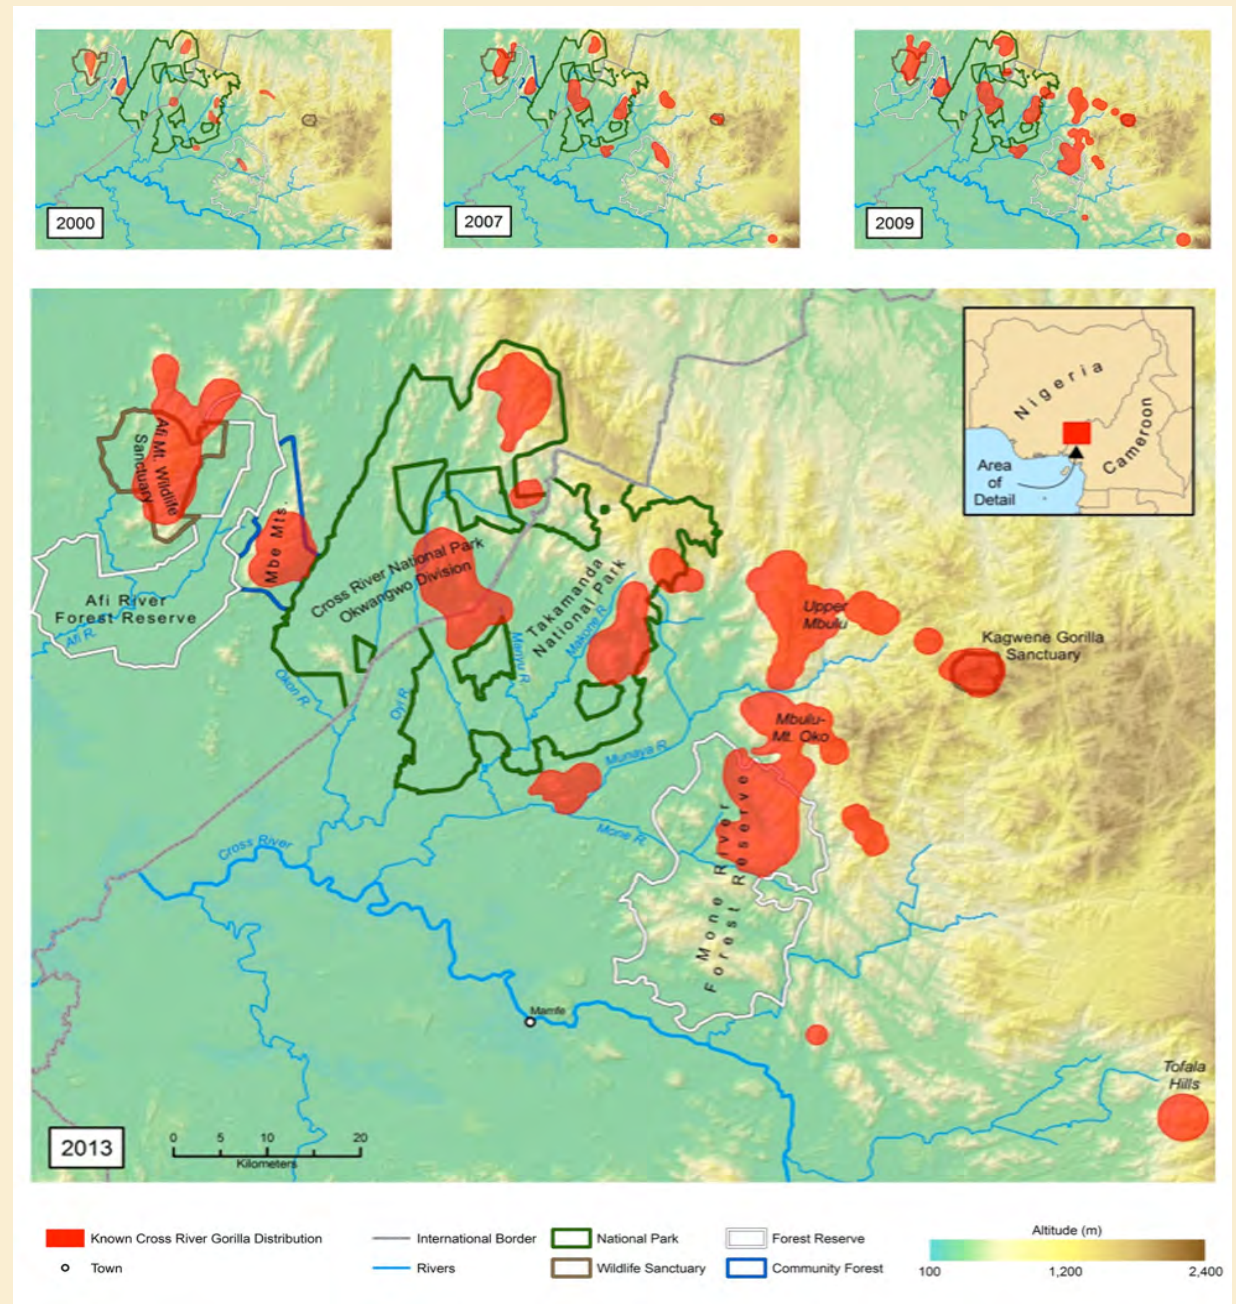 2000
2007
2009
Nigeria
Cameroon
Area
of
Detail
Afi Mt. Wildlife
Sanctuary
Mbe Mts.
Cross River National Park
Okwangwo Division
Takamanda
National Park
Afi River
Forest Reserve
Afi R.
Upper
Mbulu
Kagwene Gorilla
Sanctuary
Makone R.
Manyu R.
Okon R.
Oyi R.
Mbulu-
Mt. Oko
Munaya R.
Mone R.
Mone River
Forest Reserve
Cross River
Mamfe
Tofala
Hills
2013
0 5 10 20
Kilometers
Known Cross River Gorilla Distribution
International Border
National Park
Forest Reserve
Altitude (m)
Town
Rivers
Wildlife Sanctuary
Community Forest
100 1,200 2,400